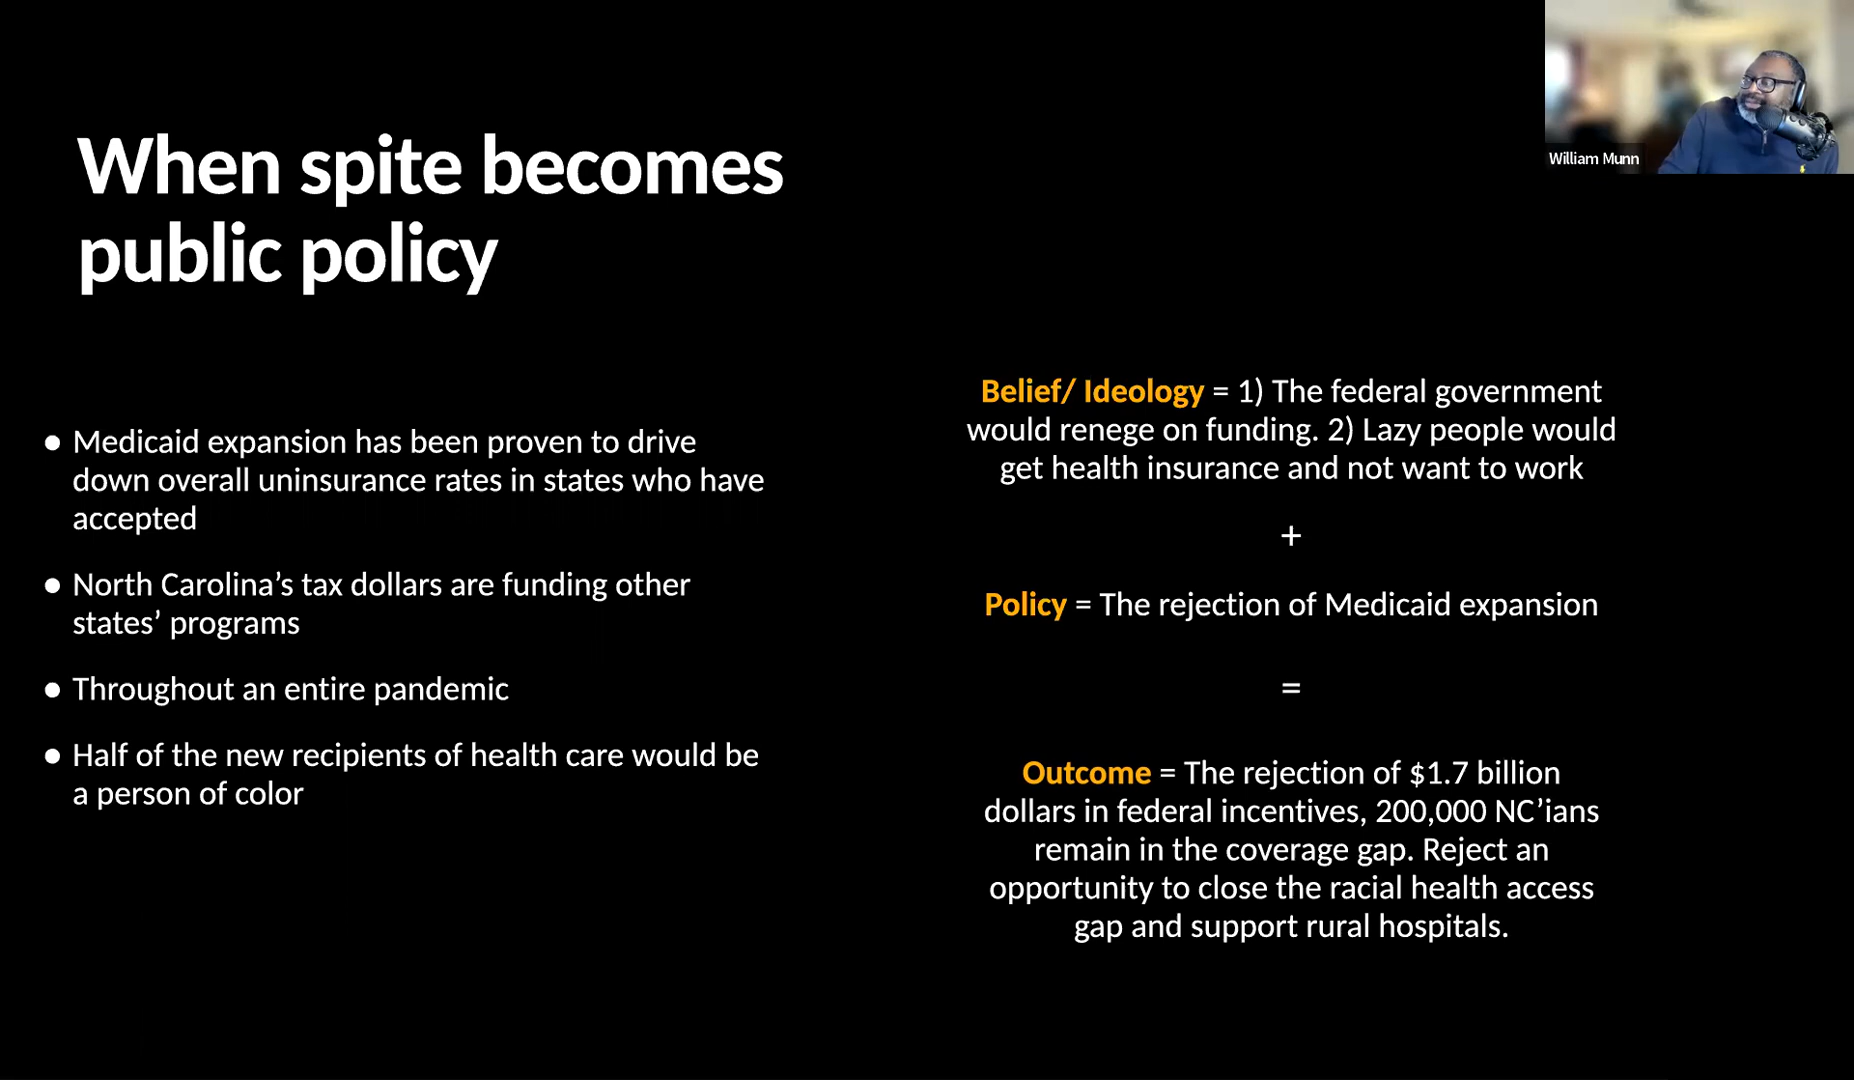 When spite becomes
public policy
● Medicaid expansion has been proven to drive
down overall uninsurance rates in states who have
accepted
● North Carolina’s tax dollars are funding other
states’ programs
● Throughout an entire pandemic
● Half of the new recipients of health care would be
a person of color
Belief/ Ideology = 1) The federal government
would renege on funding. 2) Lazy people would
get health insurance and not want to work
+
Policy = The rejection of Medicaid expansion
=
Outcome = The rejection of $1.7 billion
dollars in federal incentives, 200,000 NC’ians
remain in the coverage gap. Reject an
opportunity to close the racial health access
gap and support rural hospitals.
William Munn